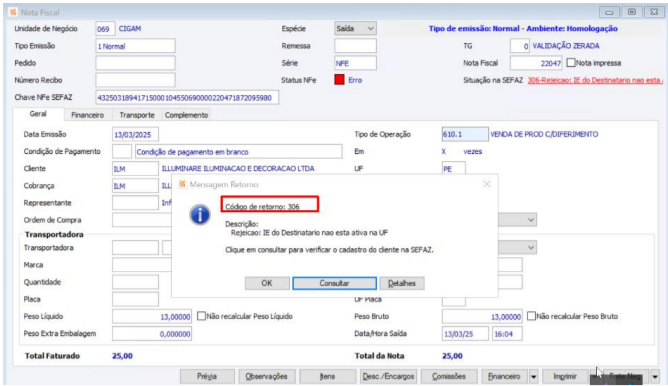 Nota Fiscal
Unidade de Negócio 069 CIGAM Espécie Saída Tipo de emissão: Normal - Ambiente: Homologação
Tipo Emissão 1 Normal Remessa TG 0 VALIDAÇÃO ZERADA
Pedido Série NFE Nota Fiscal 22047 Nota impressa
Número Recibo Status NFe Erro Situação na SEFAZ 306-Rejeicao: IE do Destinatario nao esta
Chave NFe SEFAZ 43250318941715000104550690000220471872095980
Geral Financeiro Transporte Complemento
Data Emissão 13/03/2025 Tipo de Operação 610.1 VENDA DE PROD C/DIFERIMENTO
Condição de Pagamento Condição de pagamento em branco Em X vezes
Cliente ILM ILLUMINARE ILUMINACAO E DECORACAO LTDA UF PE
Cobrança ILM ILL
Mensagem Retorno
Representante Inf
Código de retorno: 306
Ordem de Compra
Descrição:
Rejeicao: IE do Destinatario nao esta ativa na UF
Transportadora
Transportadora
Clique em consultar para verificar o cadastro do cliente na SEFAZ.
Marca
Quantidade
OK Consultar Detalhes
Placa UF Placa
Peso Líquido 13,00000 Não recalcular Peso Líquido Peso Bruto 13,00000 Não recalcular Peso Bruto
Peso Extra Embalagem 0,000000 Data/Hora Saída 13/03/25 16:04
Total Faturado 25,00 Total da Nota 25,00
Prévia Observações Itens Desc./Encargos Comissões Financeiro Imprimir